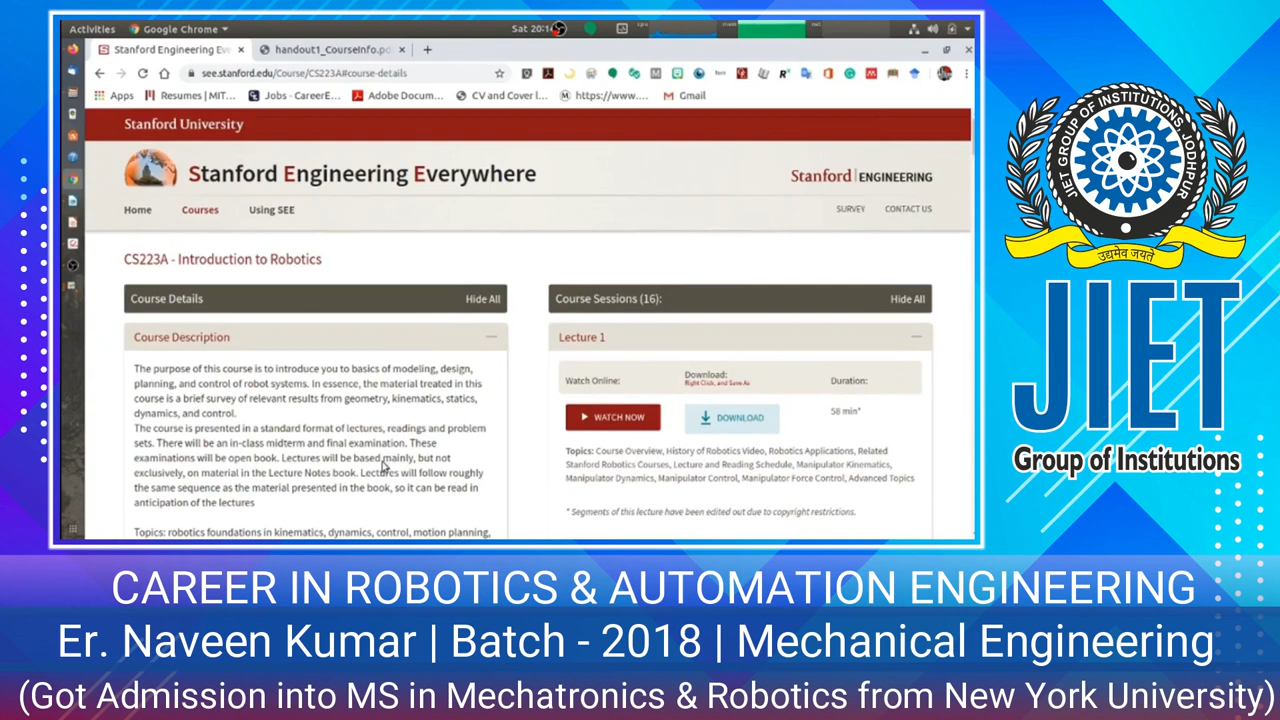 Activities Google Chrome Sat 20:14
Stanford Engineering Ev handout1_CourseInfo.pd
see.stanford.edu/Course/CS223A#course-details
Apps Resumes | MIT... Jobs - CareerE... Adobe Docum... CV and Cover l... https://www.... Gmail
Stanford University
Stanford Engineering Everywhere
Stanford ENGINEERING
Home Courses Using SEE SURVEY CONTACT US
CS223A - Introduction to Robotics
Course Details Hide All
Course Description
The purpose of this course is to introduce you to basics of modeling, design,
planning, and control of robot systems. In essence, the material treated in this
course is a brief survey of relevant results from geometry, kinematics, statics,
dynamics, and control.
The course is presented in a standard format of lectures, readings and problem
sets. There will be an in-class midterm and final examination. These
examinations will be open book. Lectures will be based mainly, but not
exclusively, on material in the Lecture Notes book. Lectures will follow roughly
the same sequence as the material presented in the book, so it can be read in
anticipation of the lectures
Topics: robotics foundations in kinematics, dynamics, control, motion planning,
Course Sessions (16): Hide All
Lecture 1
Watch Online: Download: Duration:
Right Click, and Save As
WATCH NOW DOWNLOAD 58 min*
Topics: Course Overview, History of Robotics Video, Robotics Applications, Related
Stanford Robotics Courses, Lecture and Reading Schedule, Manipulator Kinematics,
Manipulator Dynamics, Manipulator Control, Manipulator Force Control, Advanced Topics
* Segments of this lecture have been edited out due to copyright restrictions.
JIET GROUP OF INSTITUTIONS, JODHPUR
उद्यमेव जयते
JIET
Group of Institutions
CAREER IN ROBOTICS & AUTOMATION ENGINEERING
Er. Naveen Kumar | Batch - 2018 | Mechanical Engineering
(Got Admission into MS in Mechatronics & Robotics from New York University)